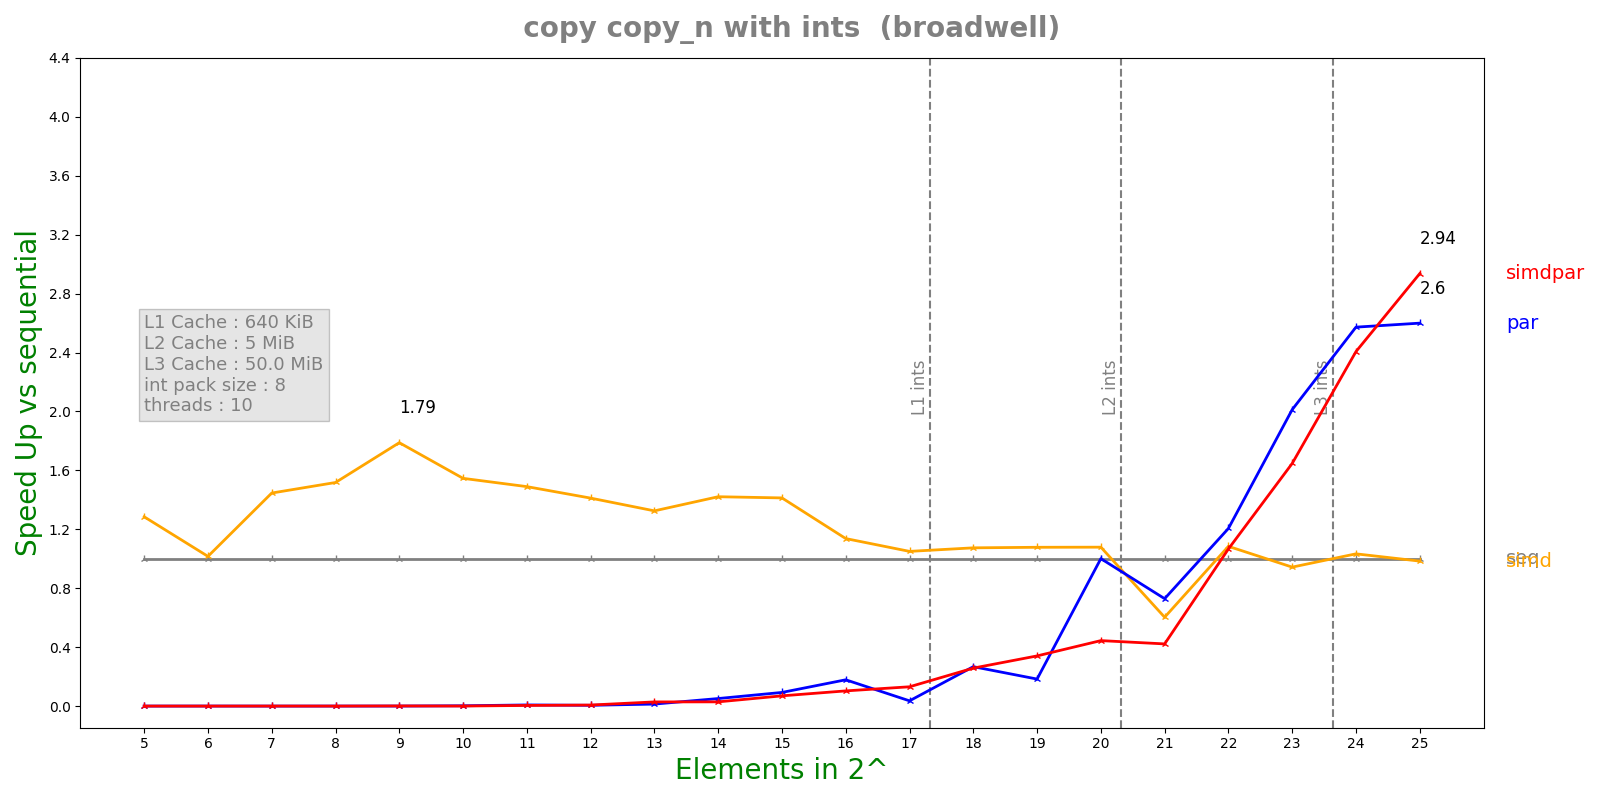 copy copy_n with ints  (broadwell)
Speed Up vs sequential
4.4
4.0
3.6
3.2
2.8
2.4
2.0
1.6
1.2
0.8
0.4
0.0
L1 Cache : 640 KiB
L2 Cache : 5 MiB
L3 Cache : 50.0 MiB
int pack size : 8
threads : 10
1.79
L1 ints
L2 ints
L3 ints
2.94
2.6
simdpar
par
seq
simd
5 6 7 8 9 10 11 12 13 14 15 16 17 18 19 20 21 22 23 24 25
Elements in 2^